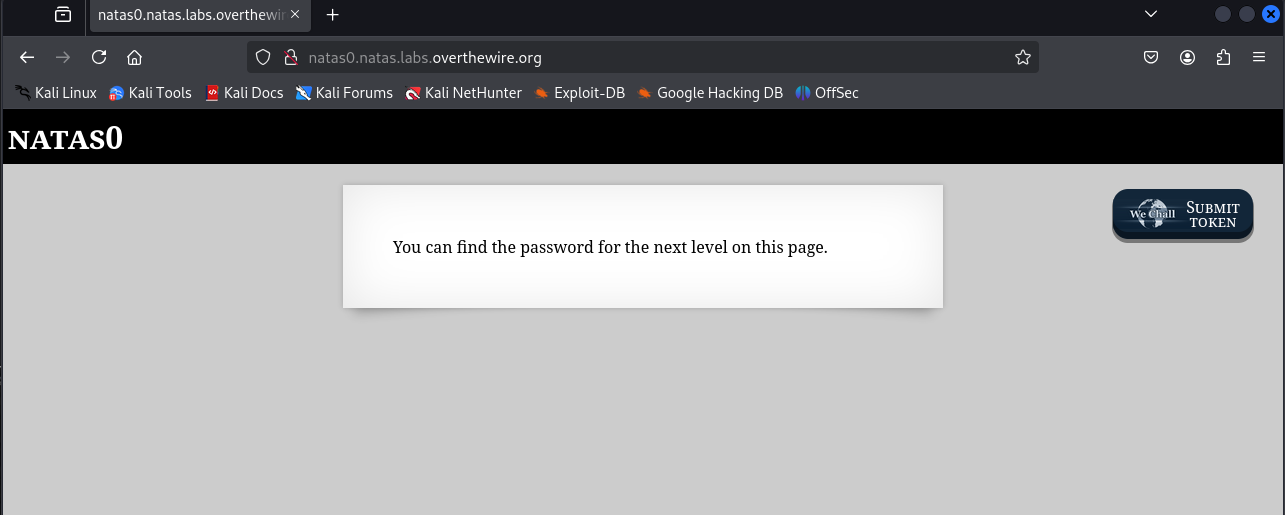 natas0.natas.labs.overthewir
natas0.natas.labs.overthewire.org
Kali Linux
Kali Tools
Kali Docs
Kali Forums
Kali NetHunter
Exploit-DB
Google Hacking DB
OffSec
NATAS0
You can find the password for the next level on this page.
We Chall
SUBMIT
TOKEN